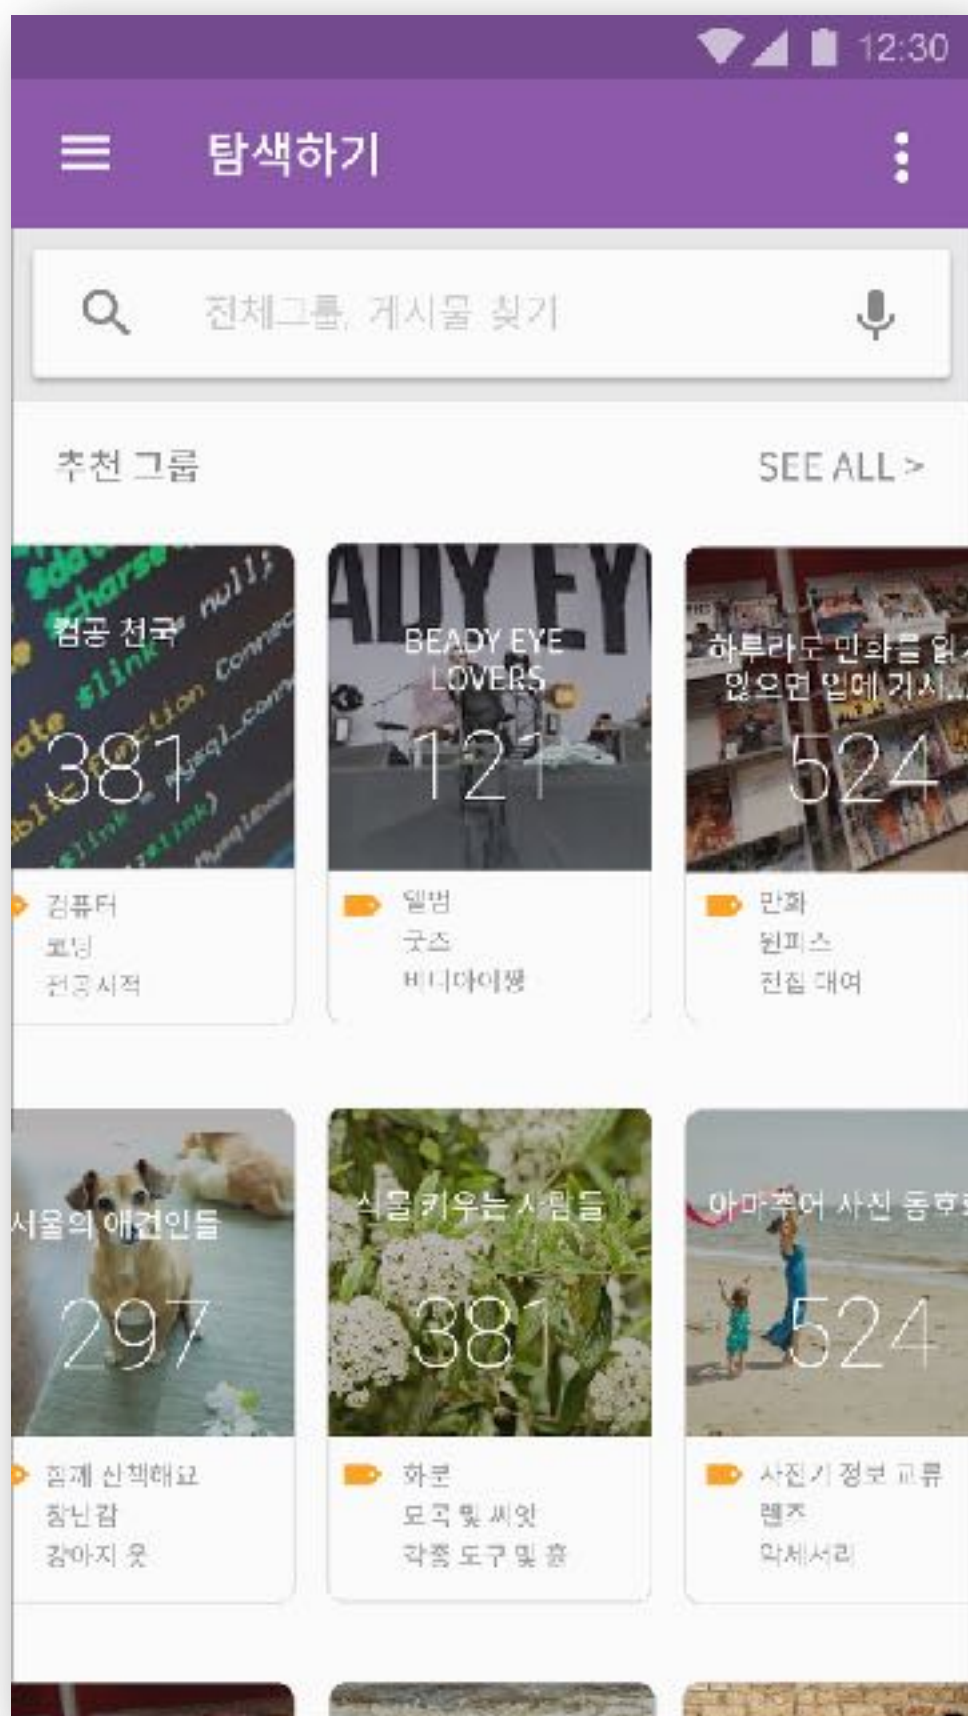 12:30
탐색하기
전체그룹, 게시물 찾기
추천 그룹
SEE ALL >
컴공 천국
381
BEADY EYE
LOVERS
121
하루라도 만화를 읽지
않으면 입에 가시...
524
컴퓨터
코딩
전공서적
앨범
굿즈
비디아이짱
만화
원피스
전집 대여
서울의 애견인들
297
식물 키우는 사람들
381
아마추어 사진 동호회
524
함께 산책해요
장난감
강아지 옷
화분
묘목 및 씨앗
각종 도구 및 흙
사진기 정보 교류
렌즈
악세서리